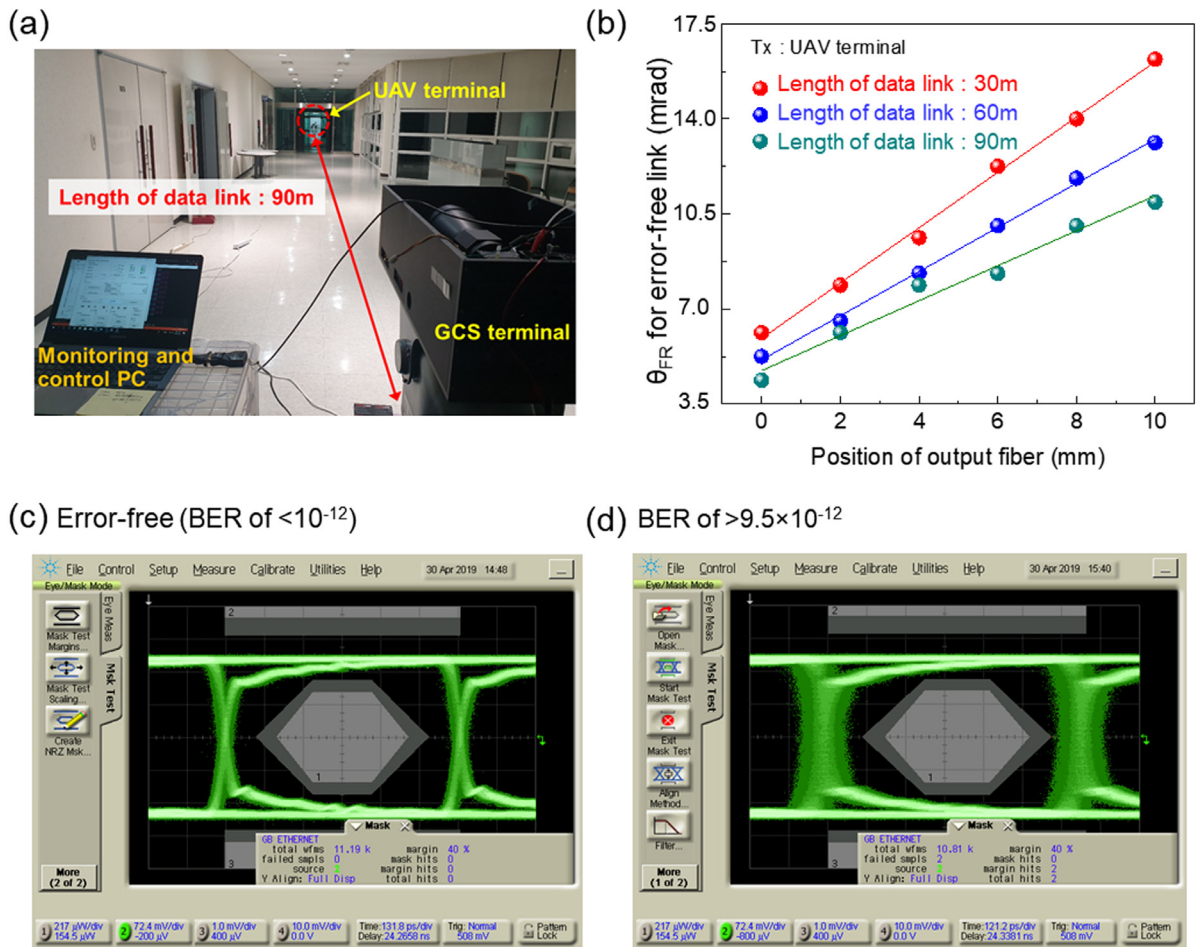 (a)
UAV terminal
Length of data link : 90m
GCS terminal
Monitoring and
control PC
(b)
17.5
14.0
10.5
7.0
3.5
θFR for error-free link (mrad)
Tx : UAV terminal
Length of data link : 30m
Length of data link : 60m
Length of data link : 90m
0 2 4 6 8 10
Position of output fiber (mm)
(c) Error-free (BER of <10⁻¹²)
File Control Setup Measure Calibrate Utilities Help 30 Apr 2019 14:48
Eye/Mask Mode
Eye Meas
Msk Test
Mask Test
Margins...
Mask Test
Scaling...
Create
NRZ Msk...
More
(2 of 2)
2
1
3
Mask
GB ETHERNET
total wfms 11.19 k margin 40 %
failed smpls 0 mask hits 0
source 2 margin hits 0
Y Align: Full Disp total hits 0
1 217 µW/div
154.5 µW
2 72.4 mV/div
-200 µV
3 1.0 mV/div
400 µV
4 10.0 mV/div
0.0 V
Time:131.8 ps/div
Delay:24.2658 ns
Trig: Normal
508 mV
Pattern
Lock
(d) BER of >9.5×10⁻¹²
File Control Setup Measure Calibrate Utilities Help 30 Apr 2019 15:40
Eye/Mask Mode
Eye Meas
Msk Test
Open
Mask...
Start
Mask Test
Exit
Mask Test
Align
Method...
Filter...
More
(1 of 2)
2
1
3
Mask
GB ETHERNET
total wfms 10.81 k margin 40 %
failed smpls 2 mask hits 0
source 2 margin hits 2
Y Align: Full Disp total hits 2
1 217 µW/div
154.5 µW
2 72.4 mV/div
-800 µV
3 1.0 mV/div
400 µV
4 10.0 mV/div
0.0 V
Time:121.2 ps/div
Delay:24.3381 ns
Trig: Normal
508 mV
Pattern
Lock